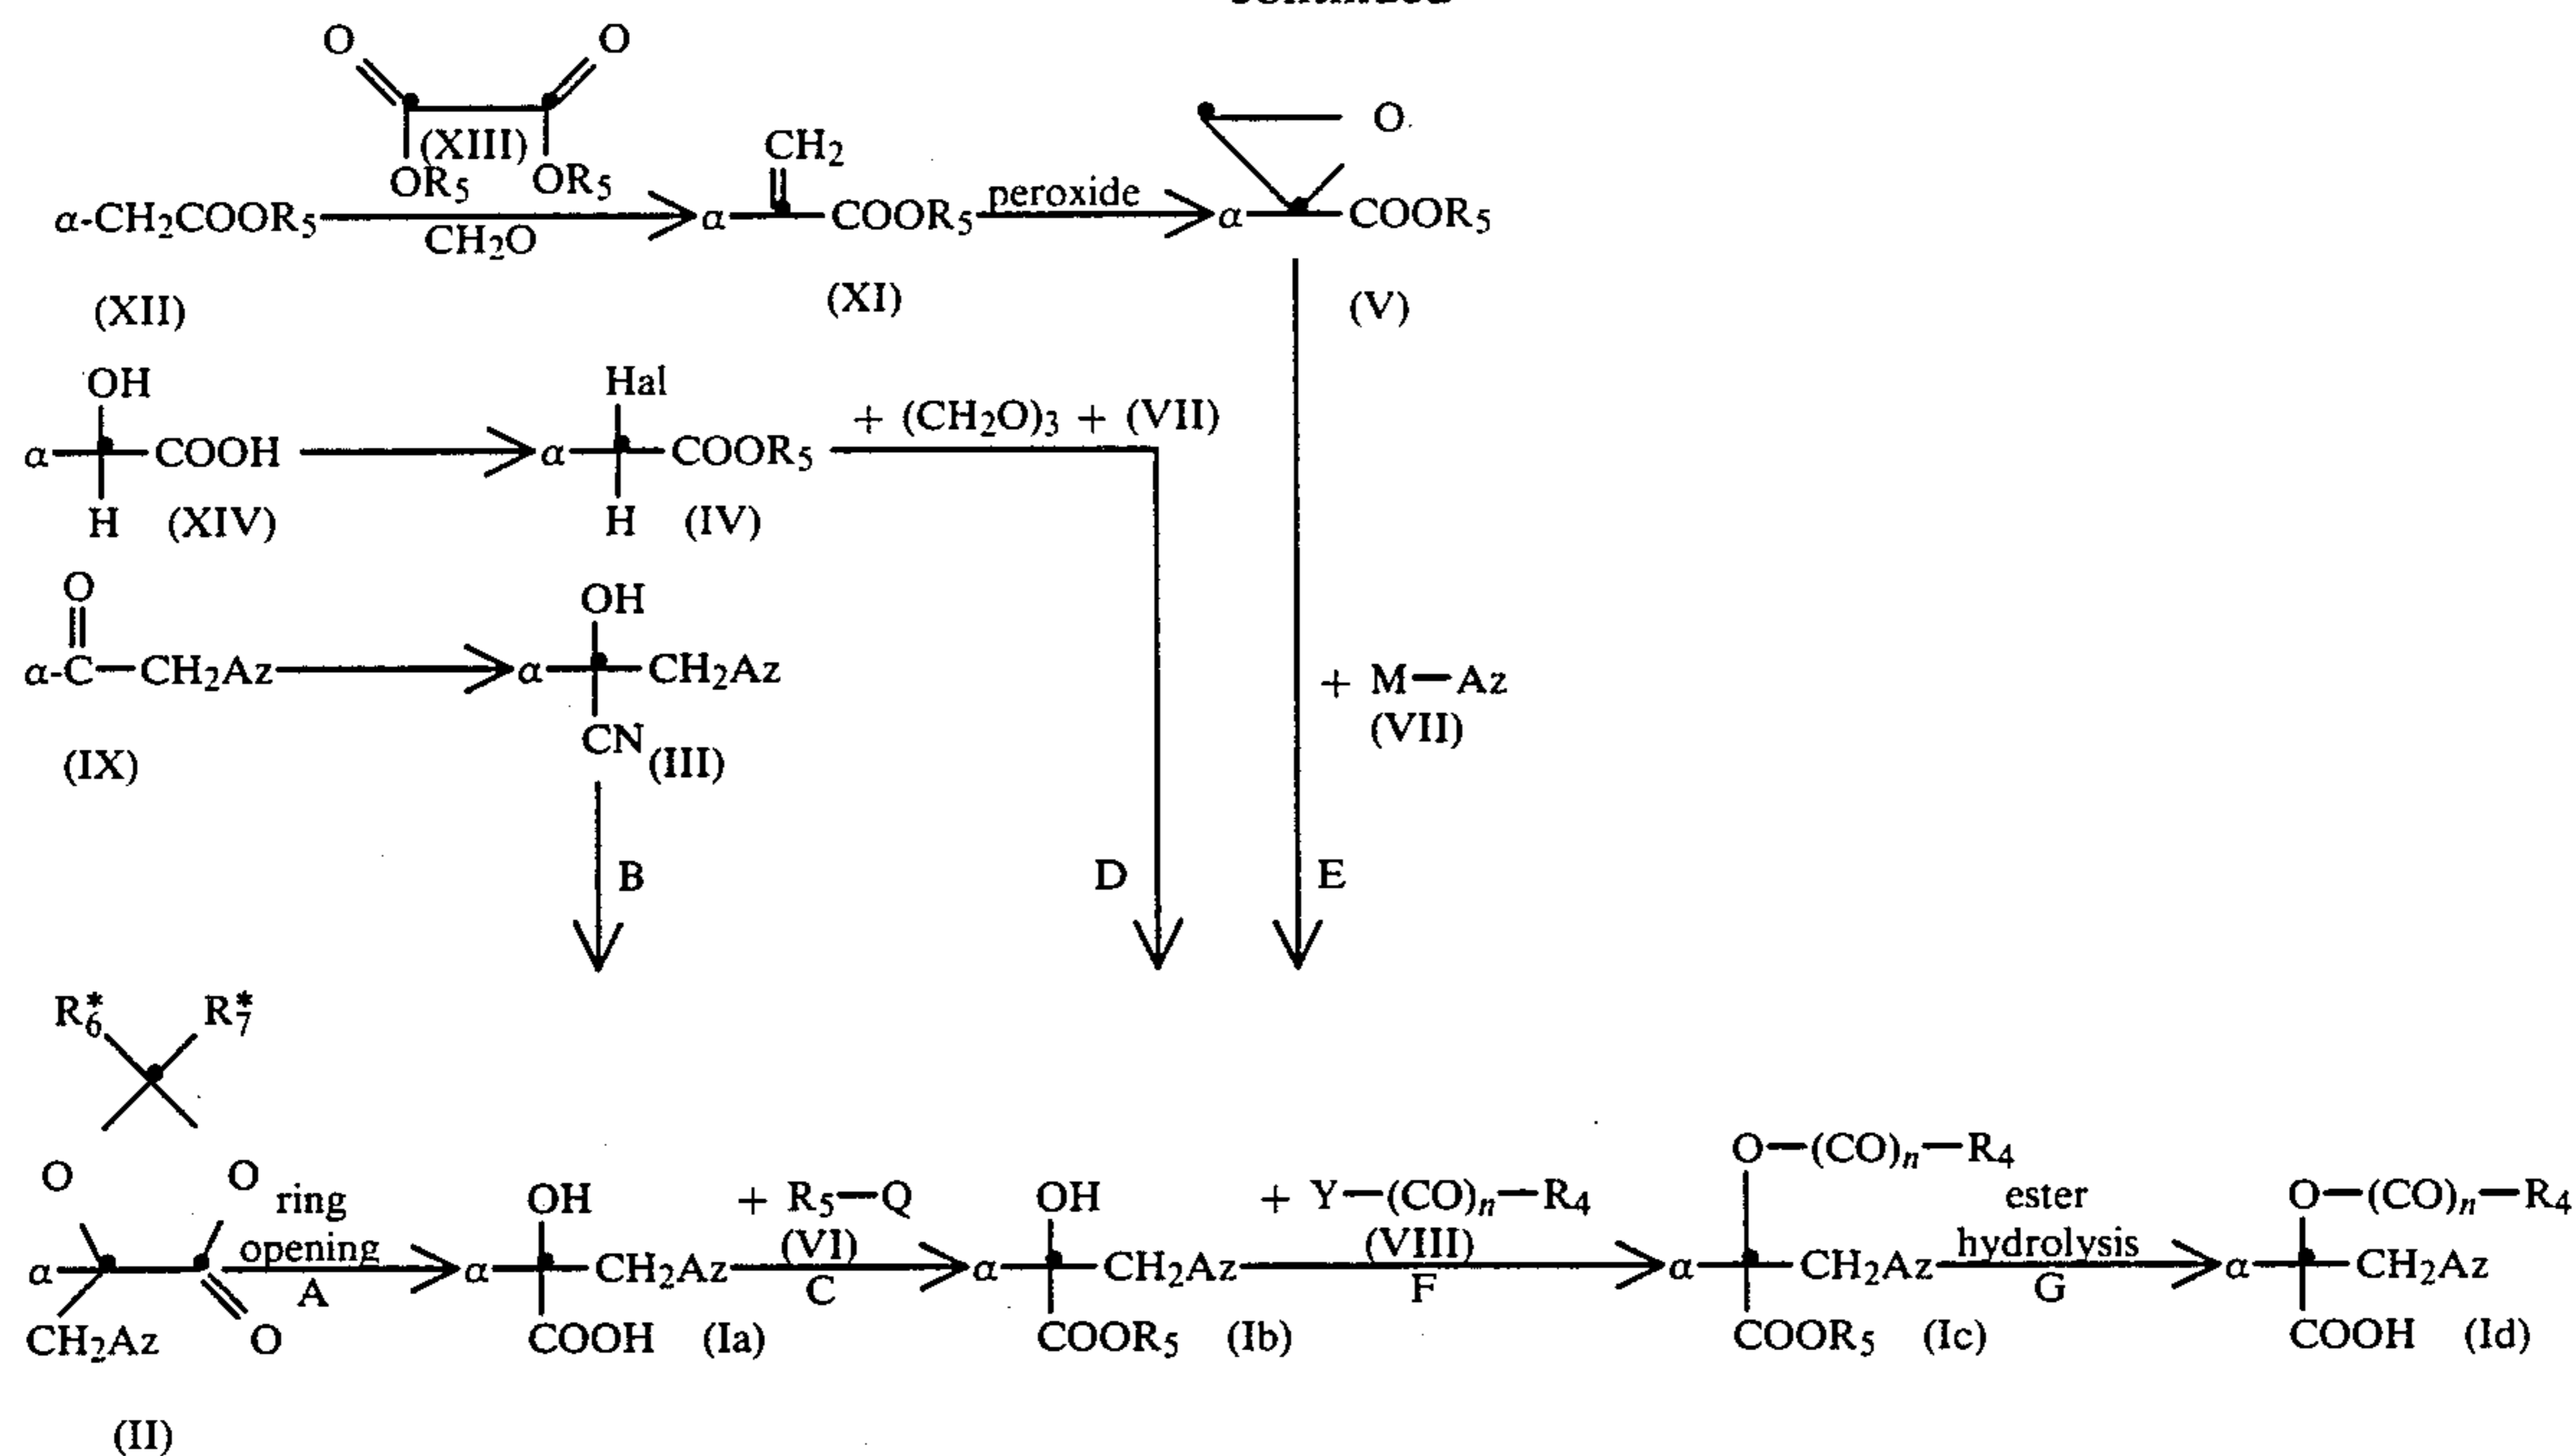 O O
(XIII)
OR5 OR5
CH2 O
α-CH2COOR5 CH2O α COOR5 peroxide α COOR5
(XII) (XI) (V)
OH Hal + (CH2O)3 + (VII)
α COOH α COOR5
H (XIV) H (IV)
O OH
α-C—CH2Az α CH2Az + M—Az
CN (VII)
(IX) (III)
B D E
R6* R7*
O O ring OH + R5—Q OH + Y—(CO)n—R4 O—(CO)n—R4 ester O—(CO)n—R4
opening (VI) (VIII) hydrolysis
α A α CH2Az C α CH2Az F α CH2Az G α CH2Az
CH2Az O COOH (Ia) COOR5 (Ib) COOR5 (Ic) COOH (Id)
(II)